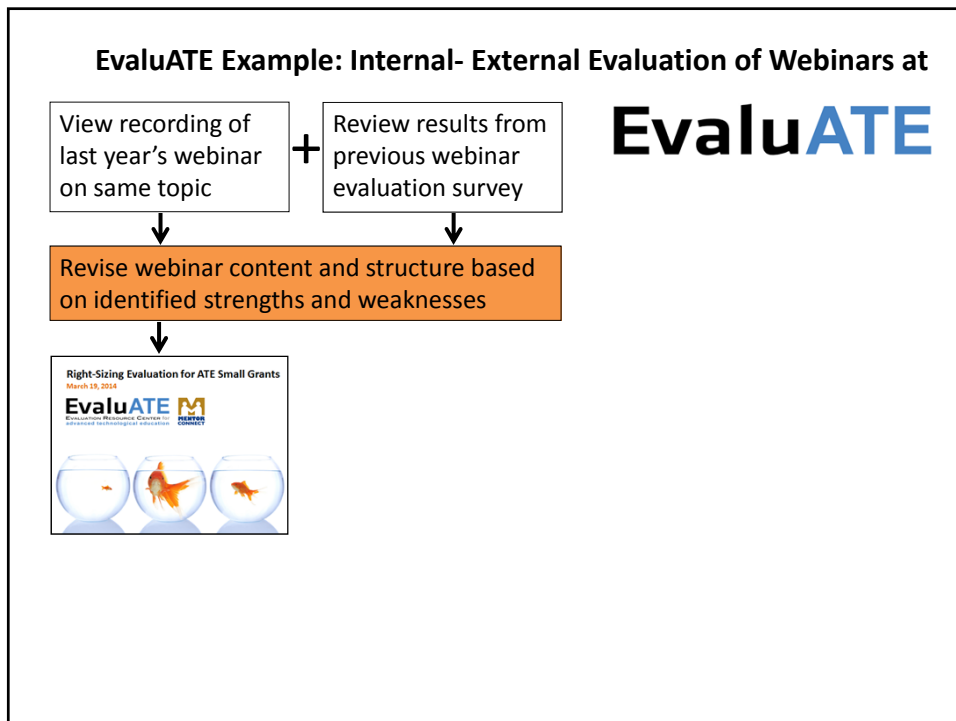 EvaluATE Example: Internal- External Evaluation of Webinars at
EvaluATE
View recording of
last year’s webinar
on same topic
+
Review results from
previous webinar
evaluation survey
Revise webinar content and structure based
on identified strengths and weaknesses
Right-Sizing Evaluation for ATE Small Grants
March 19, 2014
EvaluATE
EVALUATION RESOURCE CENTER for
advanced technological education
MENTOR
CONNECT